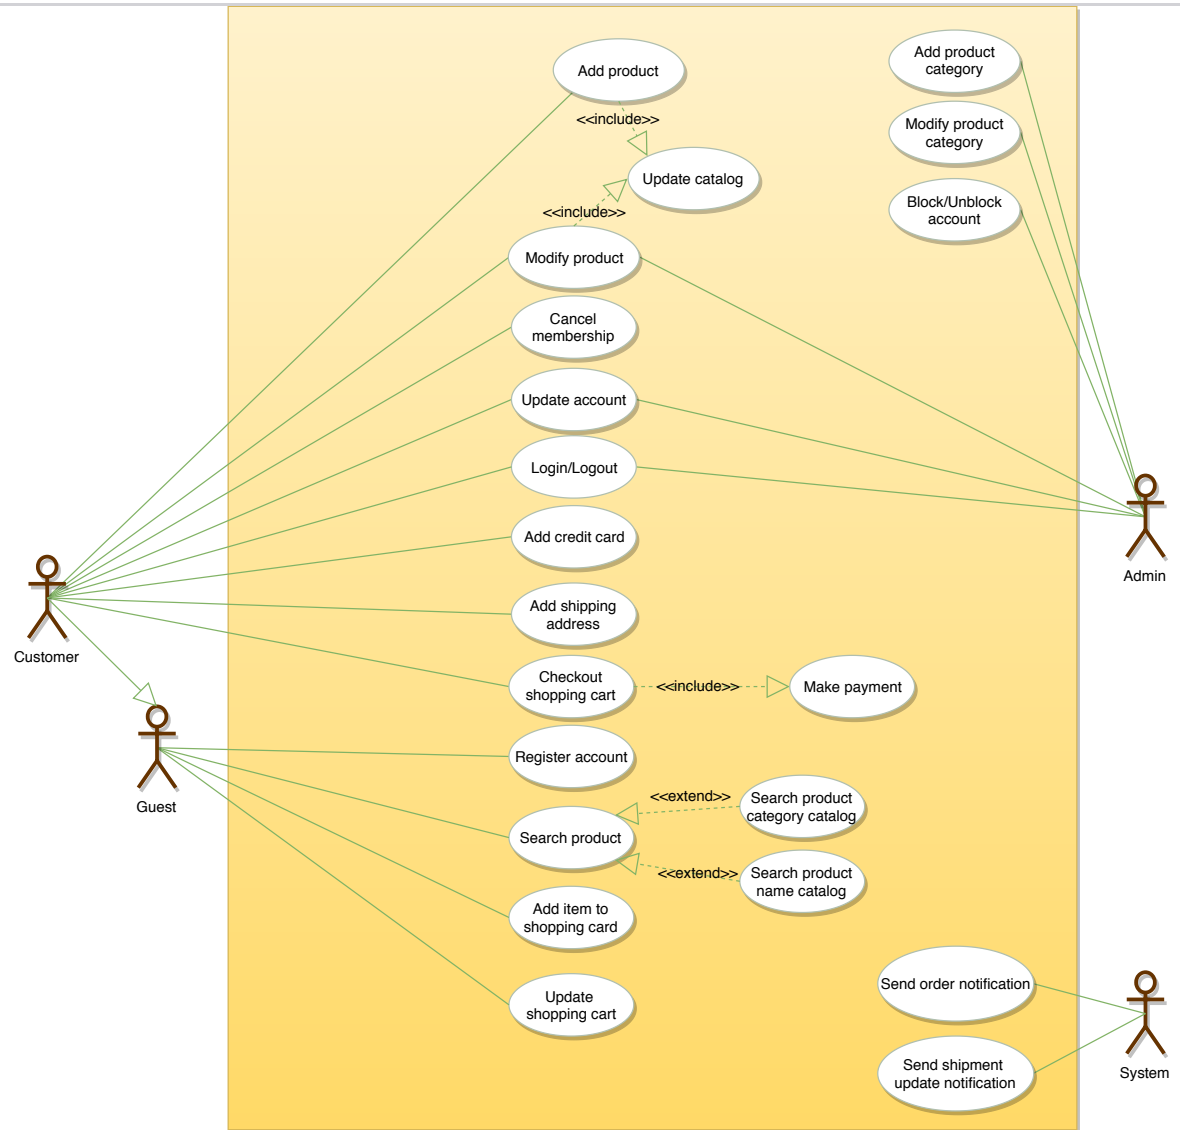 Add product
Add product
category
<<include>>
Modify product
category
Update catalog
Block/Unblock
account
<<include>>
Modify product
Cancel
membership
Update account
Login/Logout
Add credit card
Admin
Add shipping
address
Customer
Checkout
shopping cart
<<include>>
Make payment
Register account
Guest
<<extend>>
Search product
category catalog
Search product
<<extend>>
Search product
name catalog
Add item to
shopping card
Send order notification
Update
shopping cart
Send shipment
update notification
System